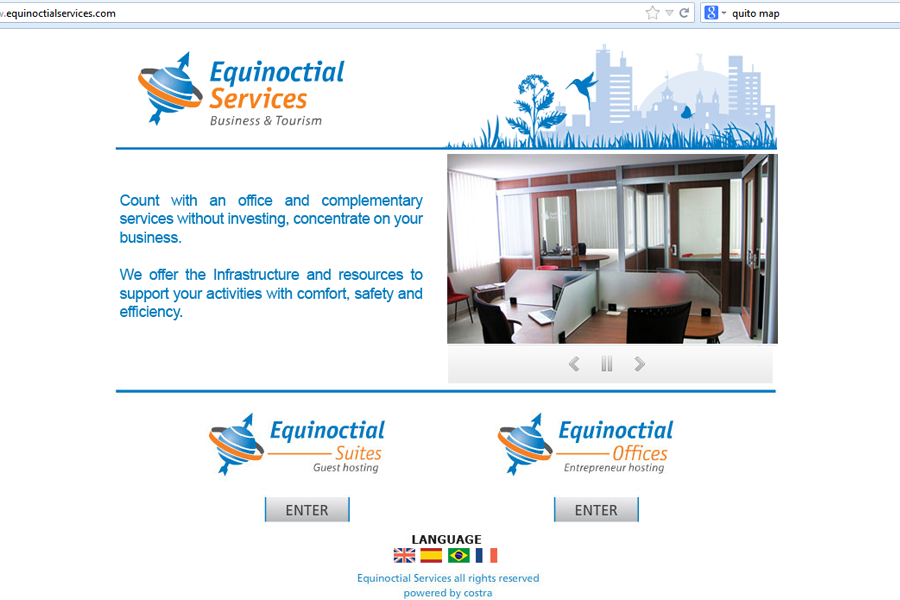 .equinoctialservices.com
quito map
Equinoctial
Services
Business & Tourism
Count with an office and complementary
services without investing, concentrate on your
business.
We offer the Infrastructure and resources to
support your activities with comfort, safety and
efficiency.
Equinoctial
Suites
Guest hosting
Equinoctial
Offices
Entrepreneur hosting
ENTER
ENTER
LANGUAGE
Equinoctial Services all rights reserved
powered by costra